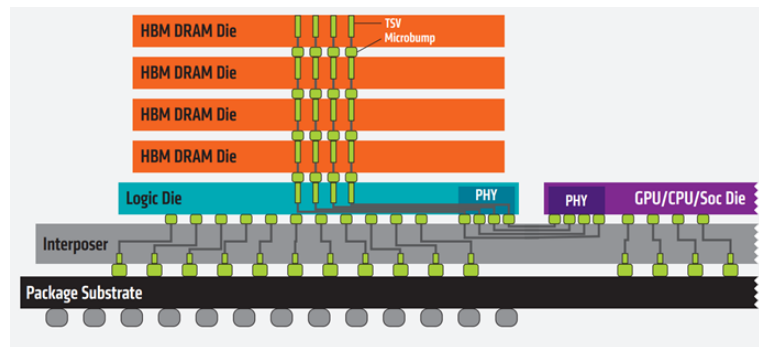 HBM DRAM Die
TSV
Microbump
HBM DRAM Die
HBM DRAM Die
HBM DRAM Die
Logic Die
PHY
PHY
GPU/CPU/Soc Die
Interposer
Package Substrate